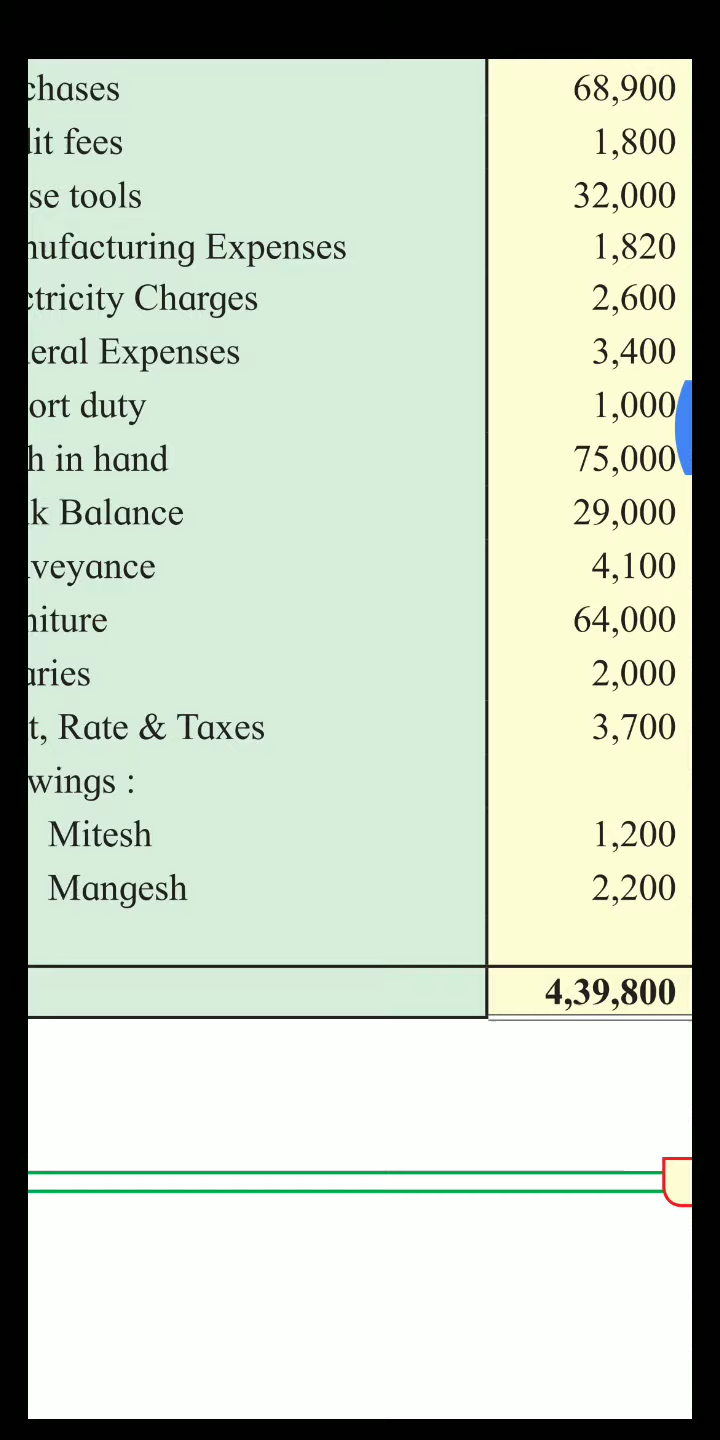 chases 68,900
dit fees 1,800
se tools 32,000
nufacturing Expenses 1,820
ctricity Charges 2,600
eral Expenses 3,400
ort duty 1,000
h in hand 75,000
k Balance 29,000
veyance 4,100
niture 64,000
aries 2,000
t, Rate & Taxes 3,700
wings :
Mitesh 1,200
Mangesh 2,200
4,39,800